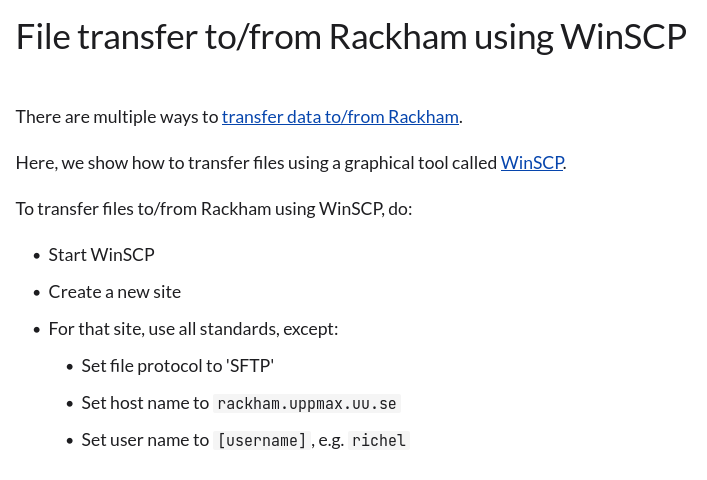 File transfer to/from Rackham using WinSCP
There are multiple ways to transfer data to/from Rackham.
Here, we show how to transfer files using a graphical tool called WinSCP.
To transfer files to/from Rackham using WinSCP, do:
• Start WinSCP
• Create a new site
• For that site, use all standards, except:
• Set file protocol to 'SFTP'
• Set host name to rackham.uppmax.uu.se
• Set user name to [username], e.g. richel